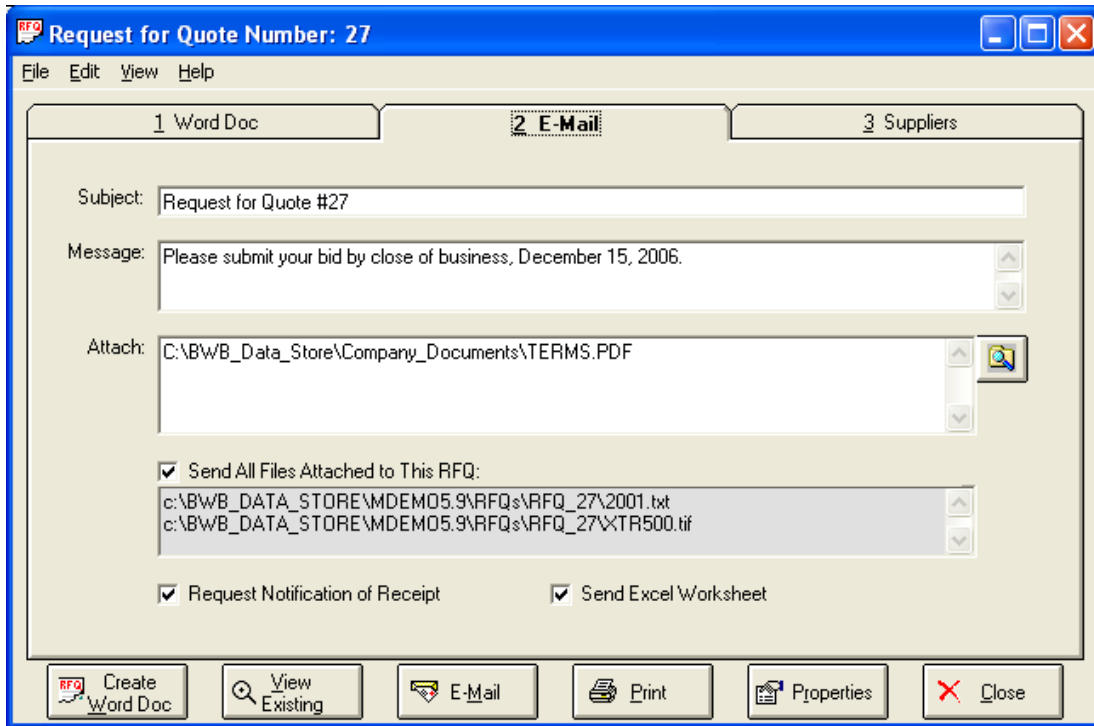 RFQ Request for Quote Number: 27
File Edit View Help
1 Word Doc 2 E-Mail 3 Suppliers
Subject: Request for Quote #27
Message: Please submit your bid by close of business, December 15, 2006.
Attach: C:\BWB_Data_Store\Company_Documents\TERMS.PDF
Send All Files Attached to This RFQ:
c:\BWB_DATA_STORE\MDEMO5.9\RFQs\RFQ_27\2001.txt
c:\BWB_DATA_STORE\MDEMO5.9\RFQs\RFQ_27\XTR500.tif
Request Notification of Receipt Send Excel Worksheet
RFQ Create Word Doc View Existing E-Mail Print Properties Close